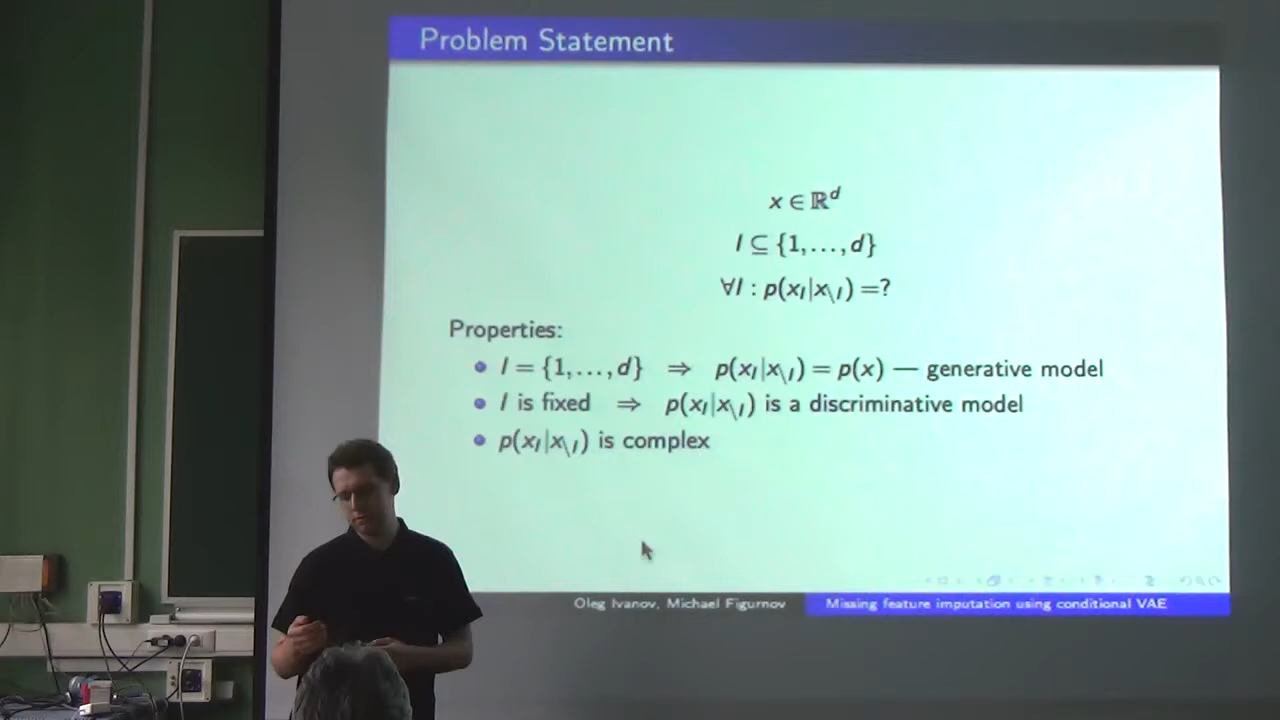 Problem Statement
x ∈ ℝᵈ
I ⊆ {1,...,d}
∀I : p(x_I|x_{\I}) =?
Properties:
• I = {1,...,d} ⇒ p(x_I|x_{\I}) = p(x) — generative model
• I is fixed ⇒ p(x_I|x_{\I}) is a discriminative model
• p(x_I|x_{\I}) is complex
Oleg Ivanov, Michael Figurnov
Missing feature imputation using conditional VAE